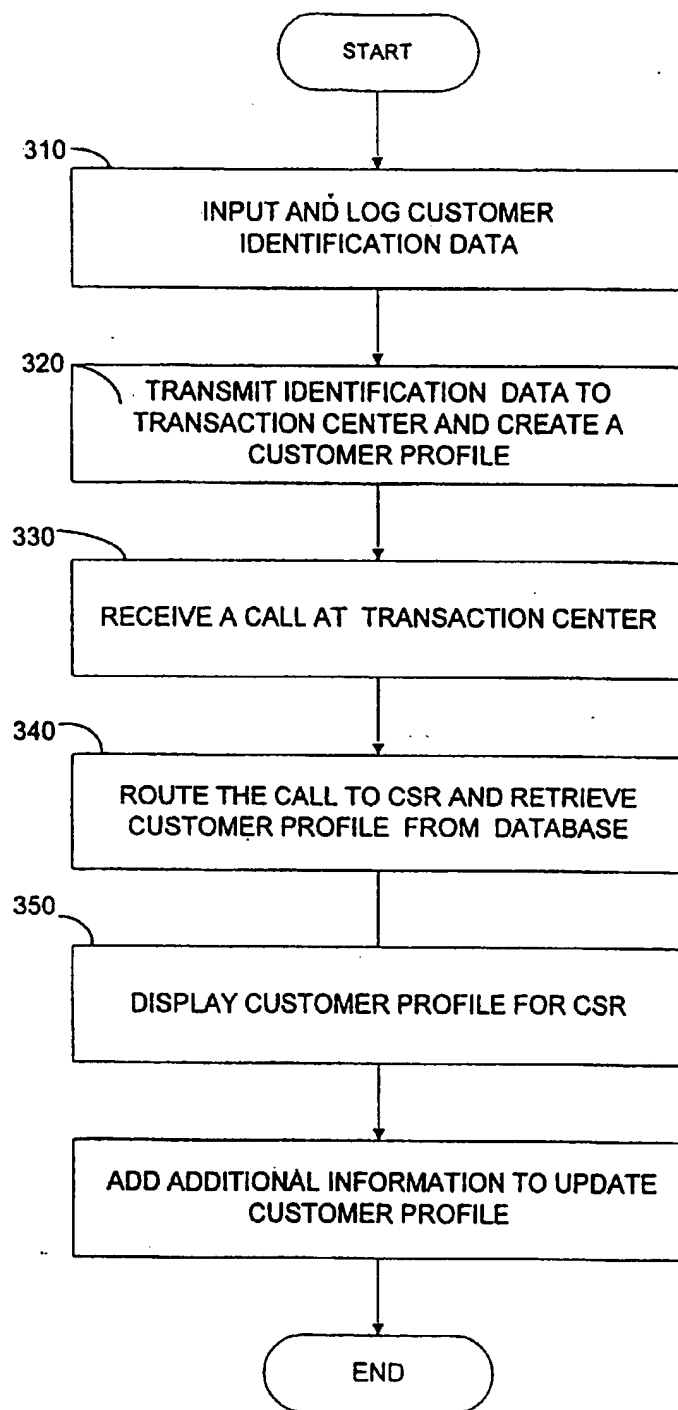 START
310
INPUT AND LOG CUSTOMER
IDENTIFICATION DATA
320
TRANSMIT IDENTIFICATION DATA TO
TRANSACTION CENTER AND CREATE A
CUSTOMER PROFILE
330
RECEIVE A CALL AT TRANSACTION CENTER
340
ROUTE THE CALL TO CSR AND RETRIEVE
CUSTOMER PROFILE FROM DATABASE
350
DISPLAY CUSTOMER PROFILE FOR CSR
ADD ADDITIONAL INFORMATION TO UPDATE
CUSTOMER PROFILE
END